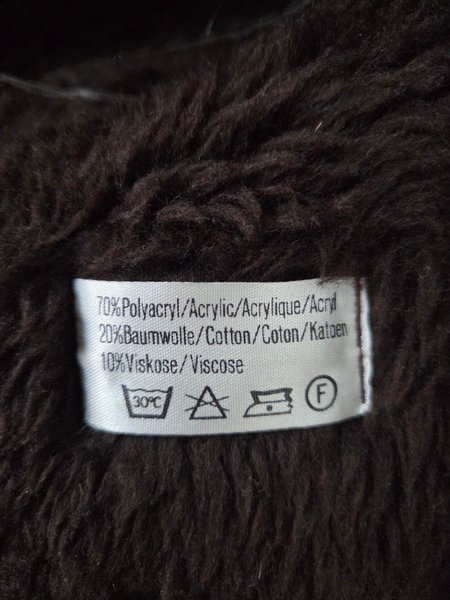 70%Polyacryl/Acrylic/Acrylique/Acryl
20%Baumwolle/Cotton/Coton/Katoen
10%Viskose/Viscose
30°C F